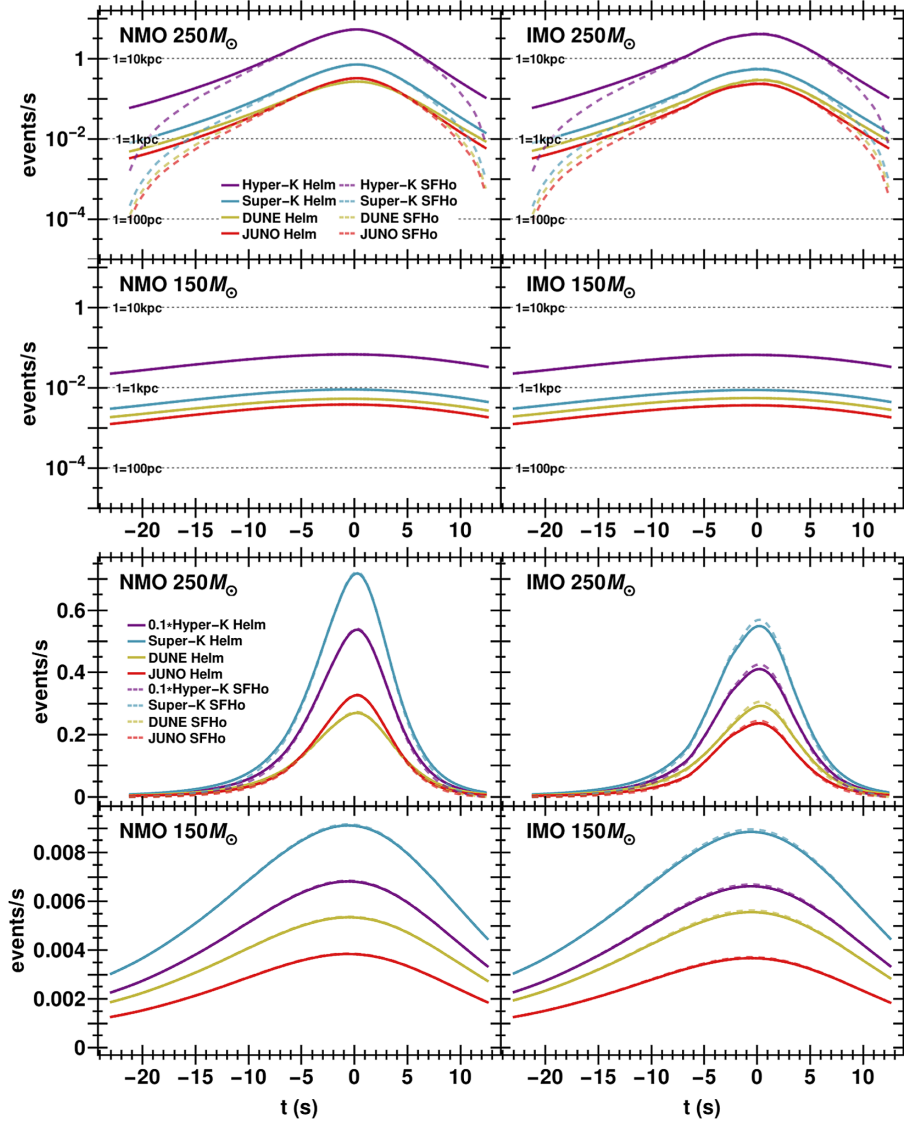 NMO 250M⊙
IMO 250M⊙
events/s
1
10⁻²
10⁻⁴
1=10kpc
1=1kpc
1=100pc
1=10kpc
1=1kpc
1=100pc
Hyper−K Helm
Super−K Helm
DUNE Helm
JUNO Helm
Hyper−K SFHo
Super−K SFHo
DUNE SFHo
JUNO SFHo
NMO 150M⊙
IMO 150M⊙
events/s
1
10⁻²
10⁻⁴
1=10kpc
1=1kpc
1=100pc
1=10kpc
1=1kpc
1=100pc
−20 −15 −10 −5 0 5 10
−20 −15 −10 −5 0 5 10
NMO 250M⊙
IMO 250M⊙
events/s
0.6
0.4
0.2
0
0.1*Hyper−K Helm
Super−K Helm
DUNE Helm
JUNO Helm
0.1*Hyper−K SFHo
Super−K SFHo
DUNE SFHo
JUNO SFHo
NMO 150M⊙
IMO 150M⊙
events/s
0.008
0.006
0.004
0.002
0
−20 −15 −10 −5 0 5 10
−20 −15 −10 −5 0 5 10
t (s)
t (s)